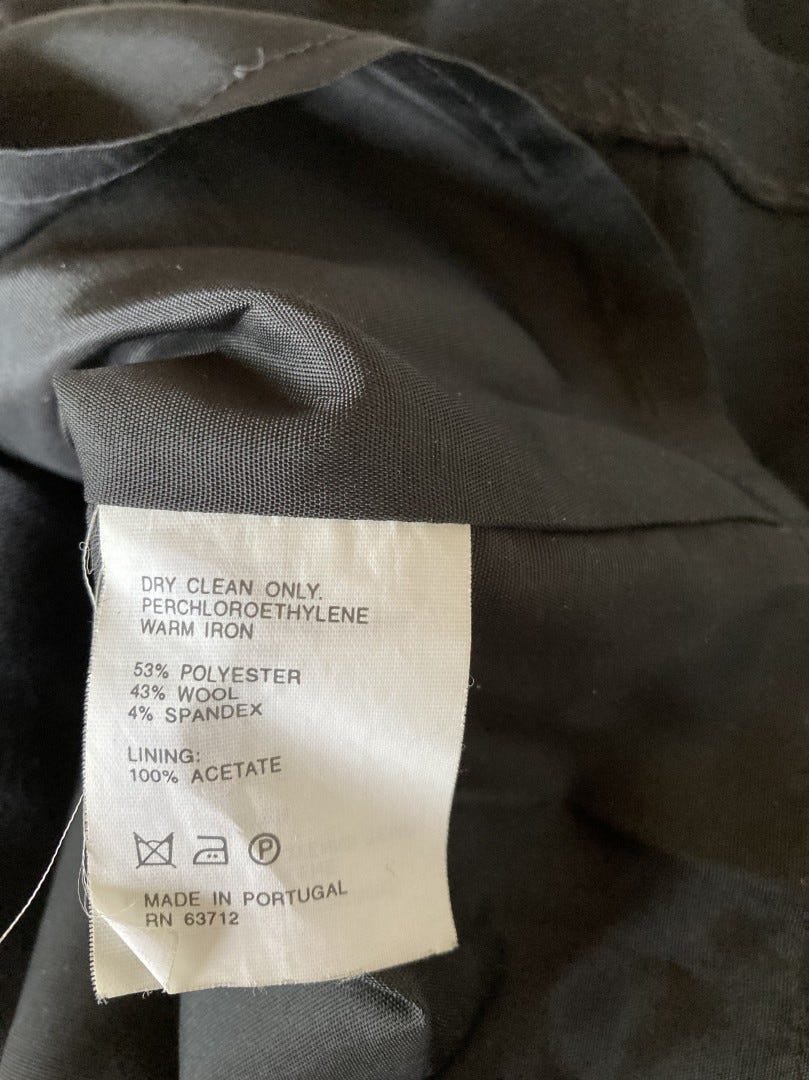 DRY CLEAN ONLY.
PERCHLOROETHYLENE
WARM IRON
53% POLYESTER
43% WOOL
4% SPANDEX
LINING:
100% ACETATE
P
MADE IN PORTUGAL
RN 63712